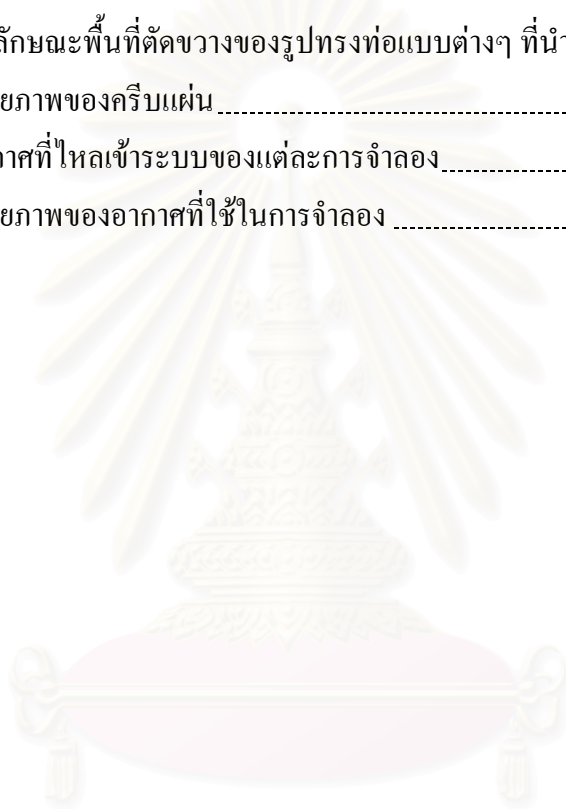 ลักษณะพื้นที่ตัดขวางของรูปทรงท่อแบบต่างๆ ที่นำ
ยภาพของครีบแผ่น
าศที่ไหลเข้าระบบของแต่ละการจำลอง
ยภาพของอากาศที่ใช้ในการจำลอง